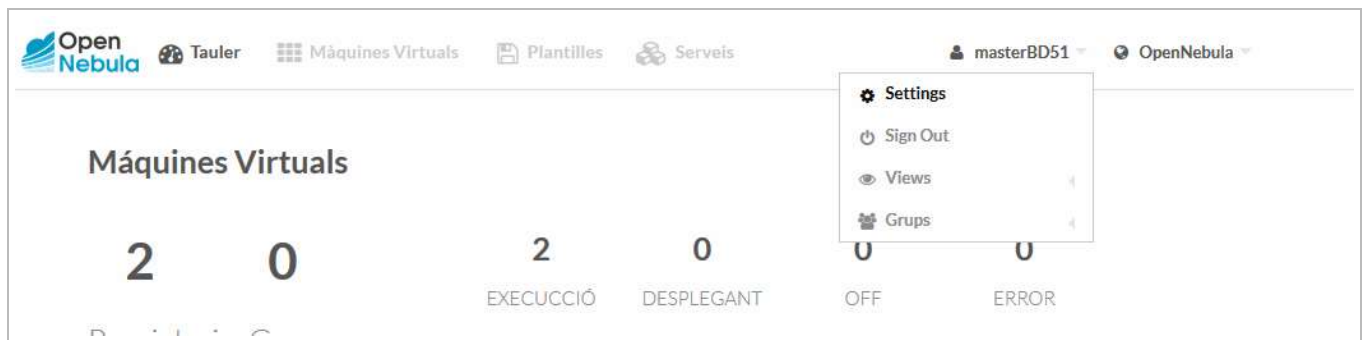 Open Nebula Tauler Màquines Virtuals Plantilles Serveis masterBD51 OpenNebula
Settings
Sign Out
Views
Grups
Máquines Virtuals
2 0 2 0 0 0
EXECUCCIÓ DESPLEGANT OFF ERROR